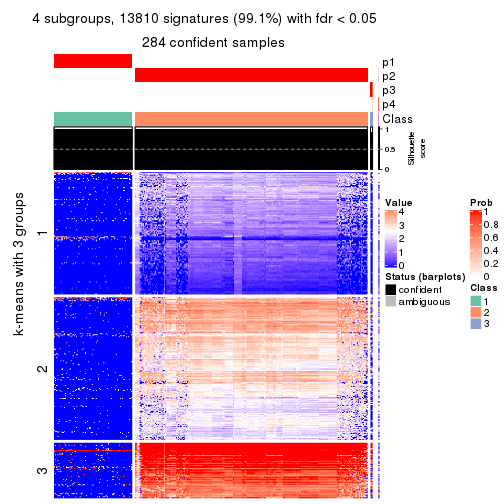 4 subgroups, 13810 signatures (99.1%) with fdr < 0.05
284 confident samples
p1
p2
p3
p4
Class
1
0.5
0
Silhouette
score
k-means with 3 groups
1
2
3
Value
4
3
2
1
0
Status (barplots)
confident
ambiguous
Prob
1
0.8
0.6
0.4
0.2
0
Class
1
2
3